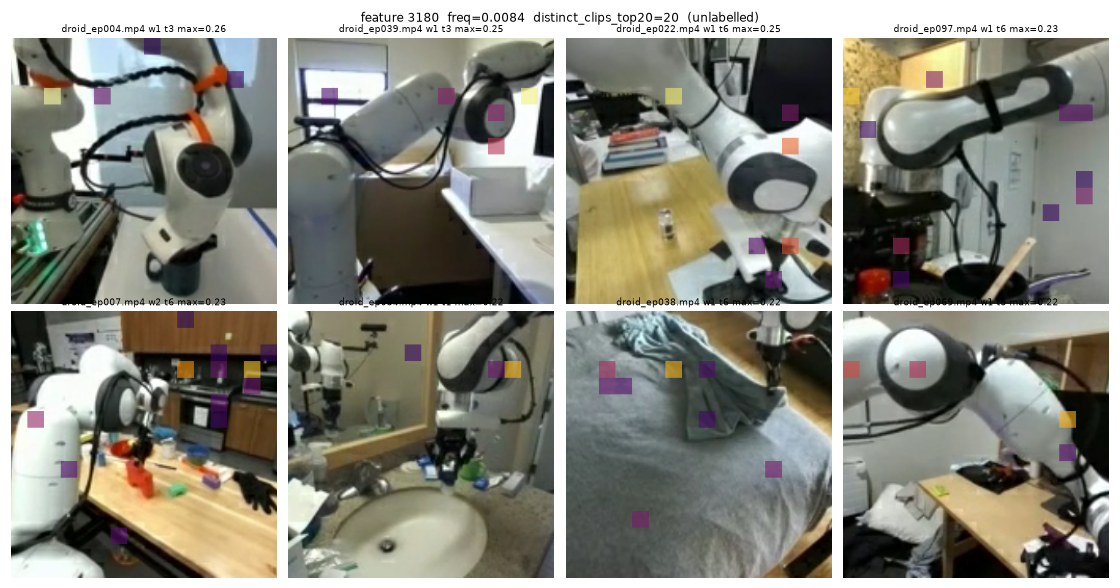 feature 3180  freq=0.0084  distinct_clips_top20=20  (unlabelled)
droid_ep004.mp4 w1 t3 max=0.26
droid_ep039.mp4 w1 t3 max=0.25
droid_ep022.mp4 w1 t6 max=0.25
droid_ep097.mp4 w1 t6 max=0.23
droid_ep007.mp4 w2 t6 max=0.23
droid_ep038.mp4 w1 t6 max=0.22